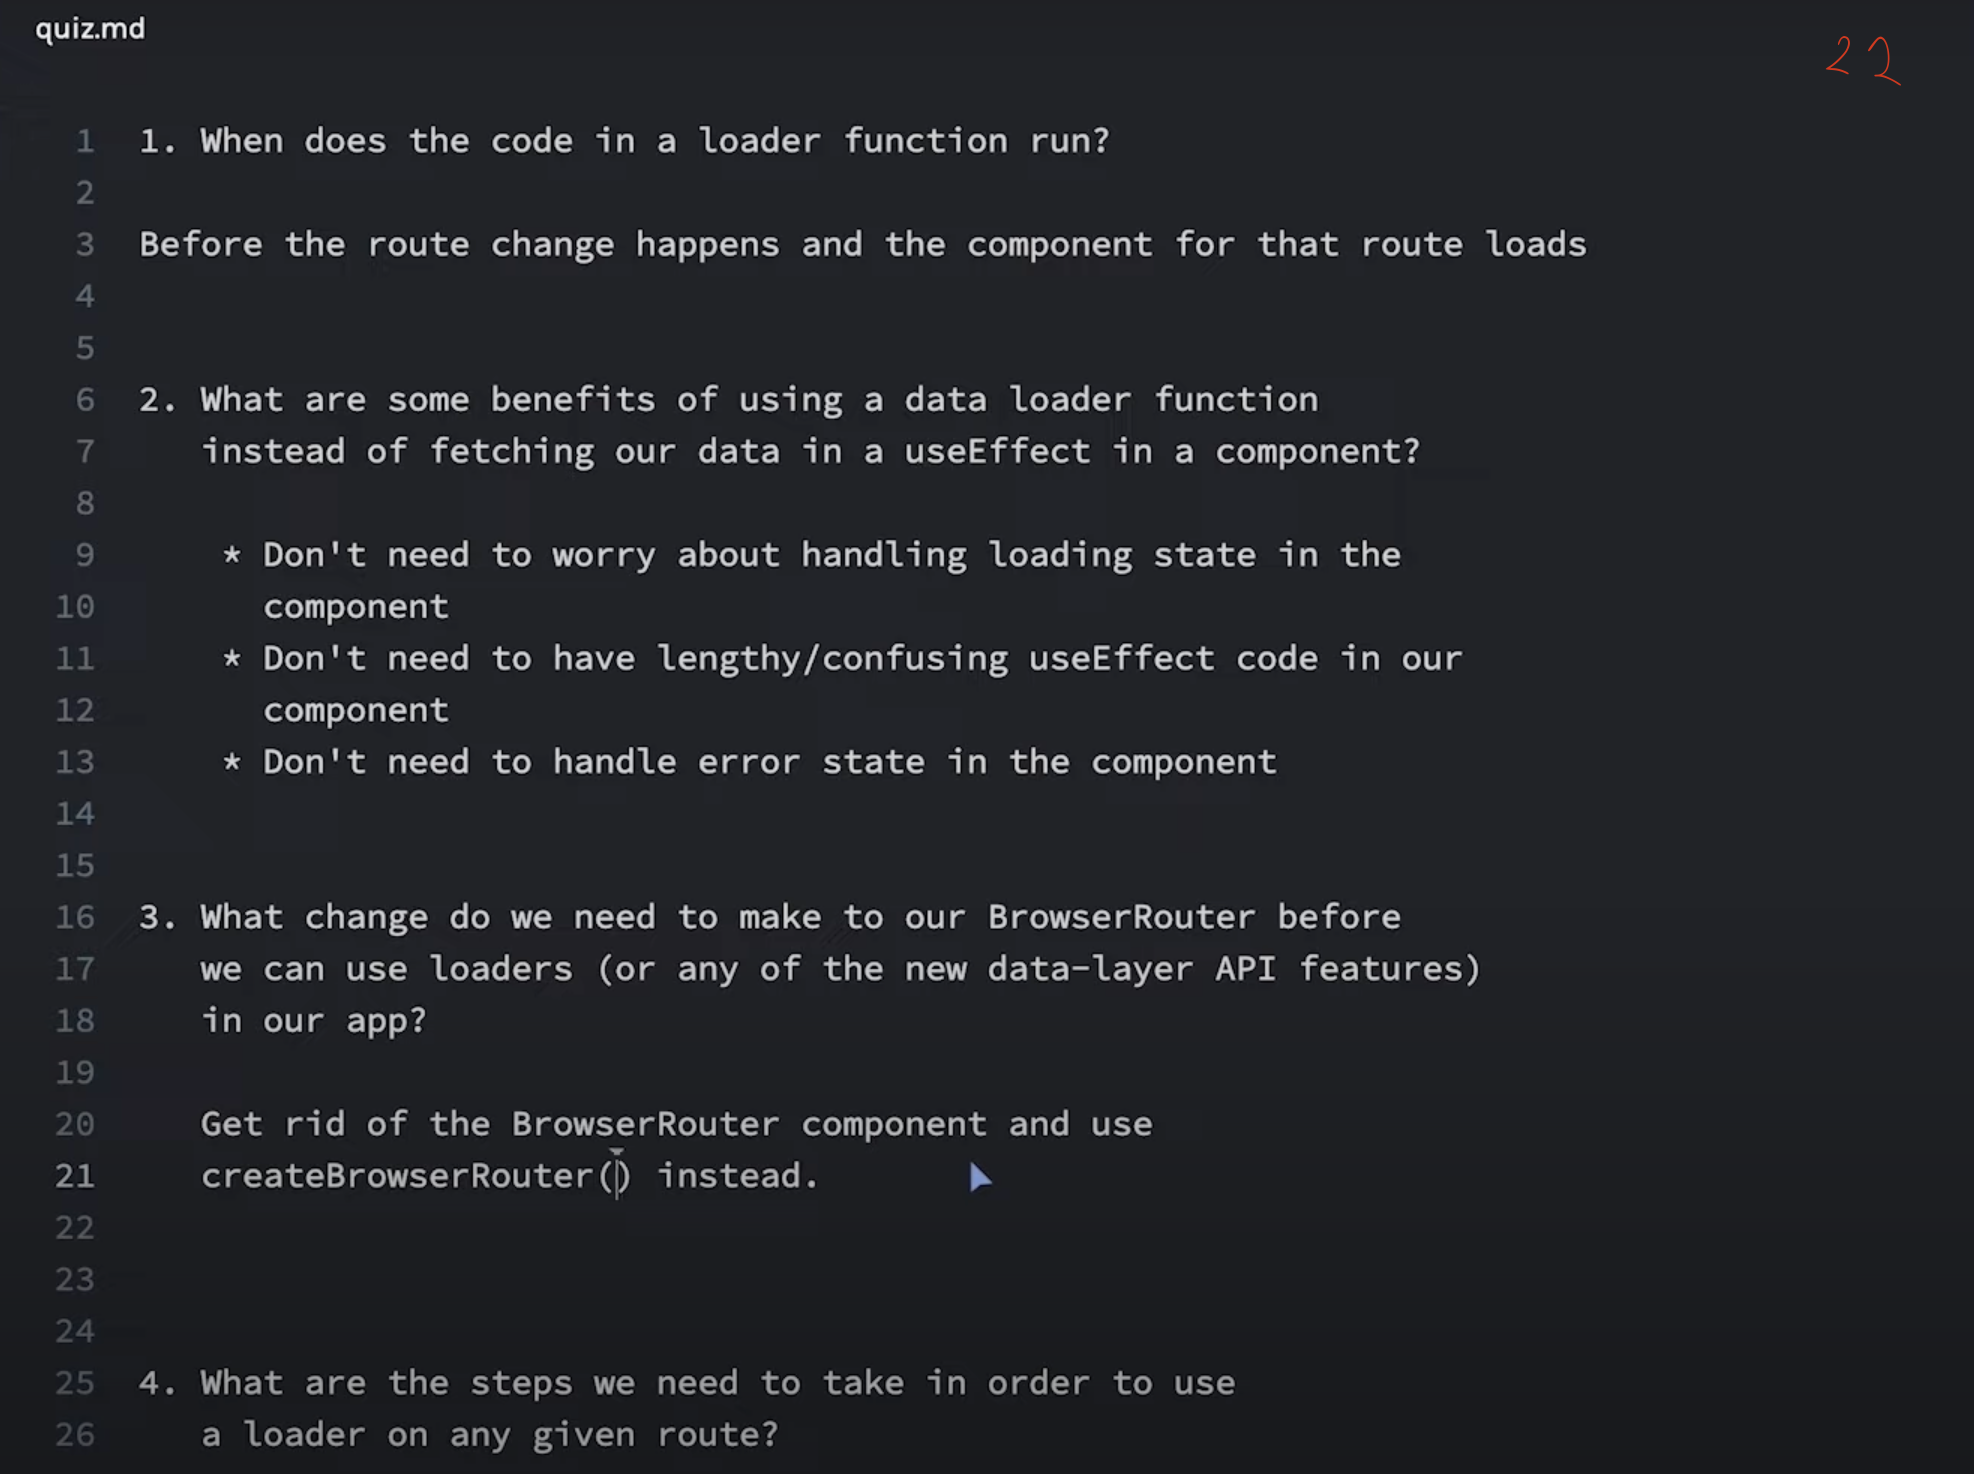 quiz.md
22
1 1. When does the code in a loader function run?
2
3 Before the route change happens and the component for that route loads
4
5
6 2. What are some benefits of using a data loader function
7 instead of fetching our data in a useEffect in a component?
8
9 * Don't need to worry about handling loading state in the
10 component
11 * Don't need to have lengthy/confusing useEffect code in our
12 component
13 * Don't need to handle error state in the component
14
15
16 3. What change do we need to make to our BrowserRouter before
17 we can use loaders (or any of the new data-layer API features)
18 in our app?
19
20 Get rid of the BrowserRouter component and use
21 createBrowserRouter() instead.
22
23
24
25 4. What are the steps we need to take in order to use
26 a loader on any given route?